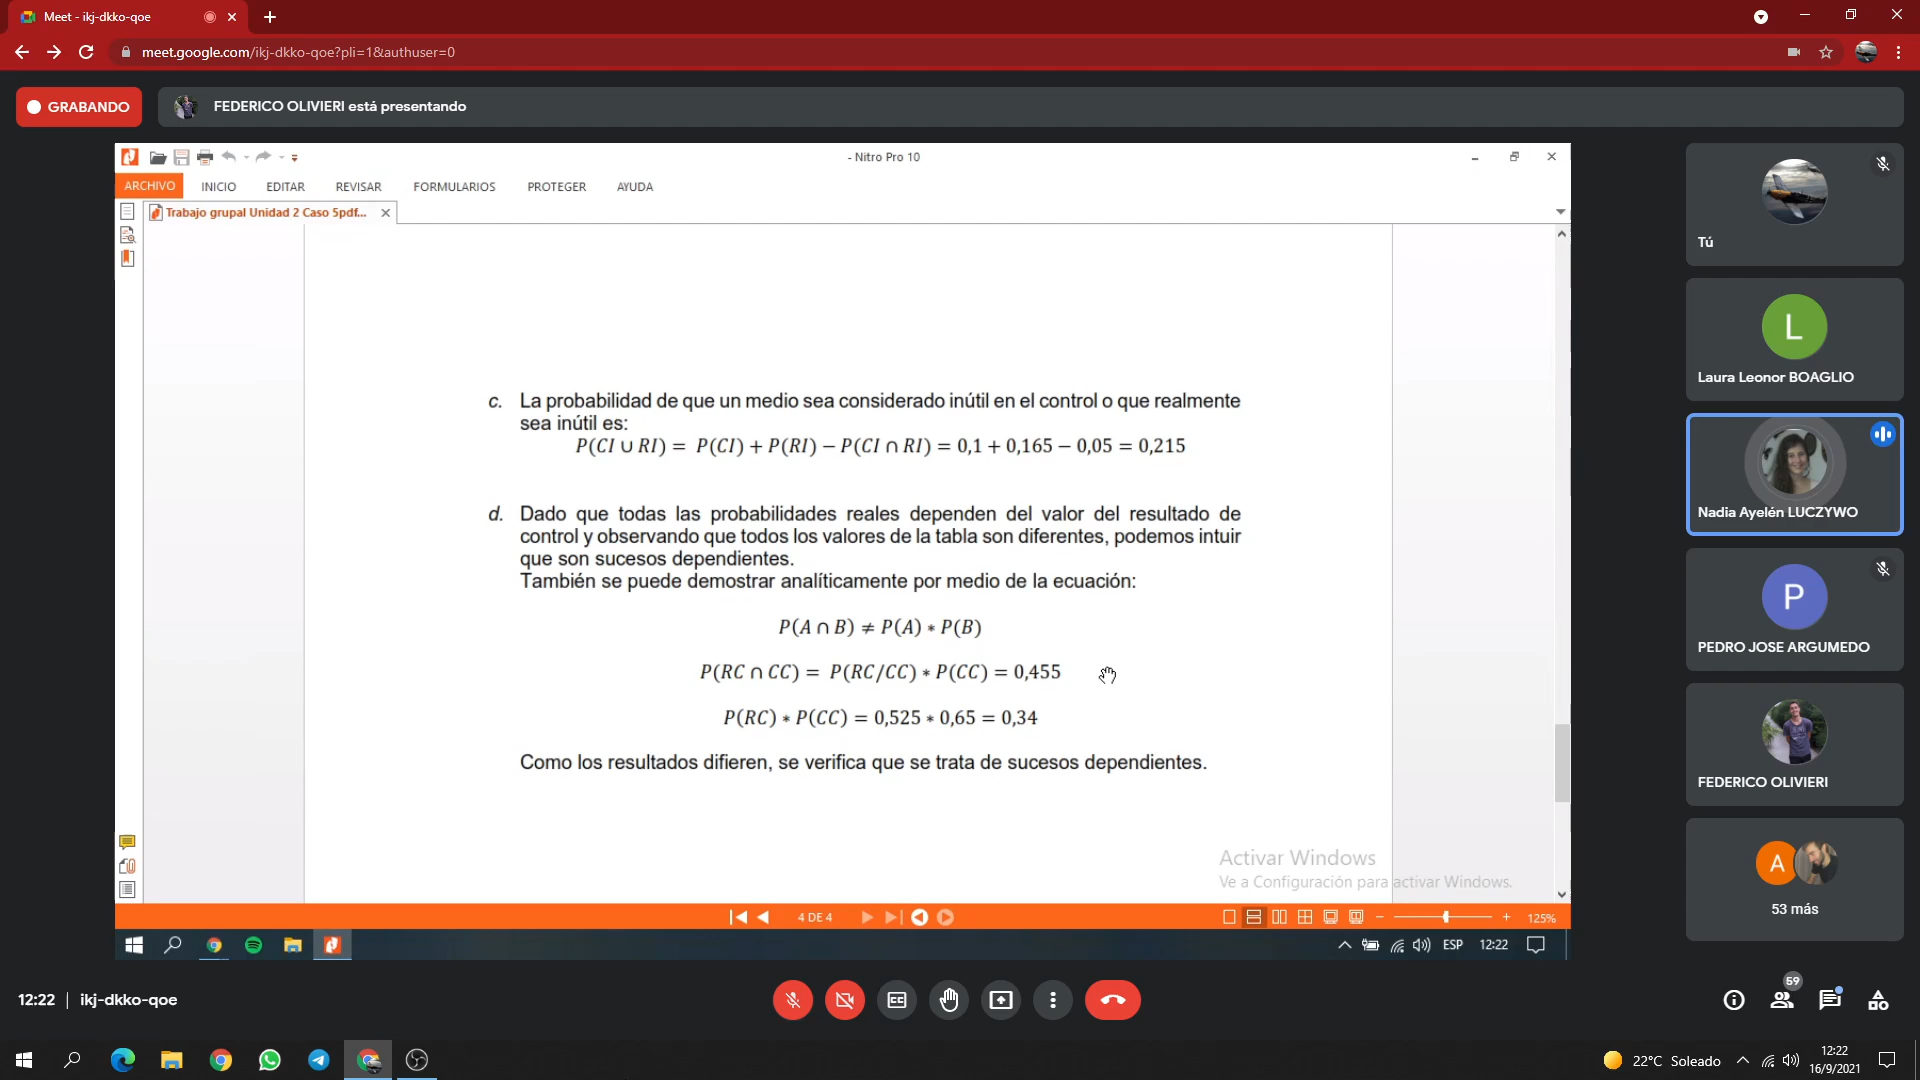 Meet - ikj-dkko-qoe
meet.google.com/ikj-dkko-qoe?pli=1&authuser=0
GRABANDO
FEDERICO OLIVIERI está presentando
- Nitro Pro 10
ARCHIVO INICIO EDITAR REVISAR FORMULARIOS PROTEGER AYUDA
Trabajo grupal Unidad 2 Caso 5pdf...
c. La probabilidad de que un medio sea considerado inútil en el control o que realmente
sea inútil es:
P(CI ∪ RI) = P(CI) + P(RI) − P(CI ∩ RI) = 0,1 + 0,165 − 0,05 = 0,215
d. Dado que todas las probabilidades reales dependen del valor del resultado de
control y observando que todos los valores de la tabla son diferentes, podemos intuir
que son sucesos dependientes.
También se puede demostrar analíticamente por medio de la ecuación:
P(A ∩ B) ≠ P(A) ∗ P(B)
P(RC ∩ CC) = P(RC/CC) ∗ P(CC) = 0,455
P(RC) ∗ P(CC) = 0,525 ∗ 0,65 = 0,34
Como los resultados difieren, se verifica que se trata de sucesos dependientes.
Activar Windows
Ve a Configuración para activar Windows.
4 DE 4
125%
ESP 12:22
Tú
L
Laura Leonor BOAGLIO
Nadia Ayelén LUCZYWO
P
PEDRO JOSE ARGUMEDO
FEDERICO OLIVIERI
A
53 más
12:22 | ikj-dkko-qoe
59
22°C Soleado
12:22
16/9/2021